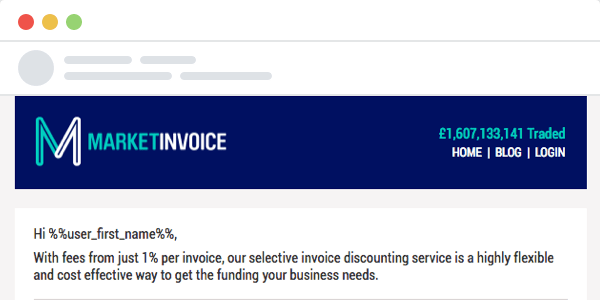 MARKETINVOICE
£1,607,133,141 Traded
HOME | BLOG | LOGIN
Hi %%user_first_name%%,
With fees from just 1% per invoice, our selective invoice discounting service is a highly flexible
and cost effective way to get the funding your business needs.